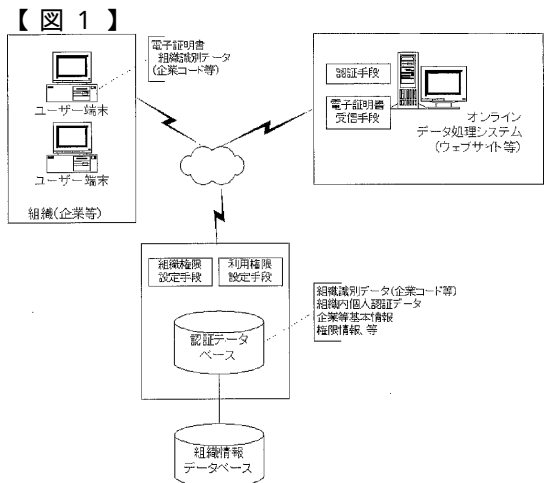 【図1】
電子証明書
組織識別データ
(企業コード等)
ユーザー端末
ユーザー端末
組織(企業等)
認証手段
電子証明書
受信手段
オンライン
データ処理システム
(ウェブサイト等)
組織権限
設定手段
利用権限
設定手段
認証データ
ベース
組織識別データ(企業コード等)
組織内個人認証データ
企業等基本情報
権限情報、等
組織情報
データベース